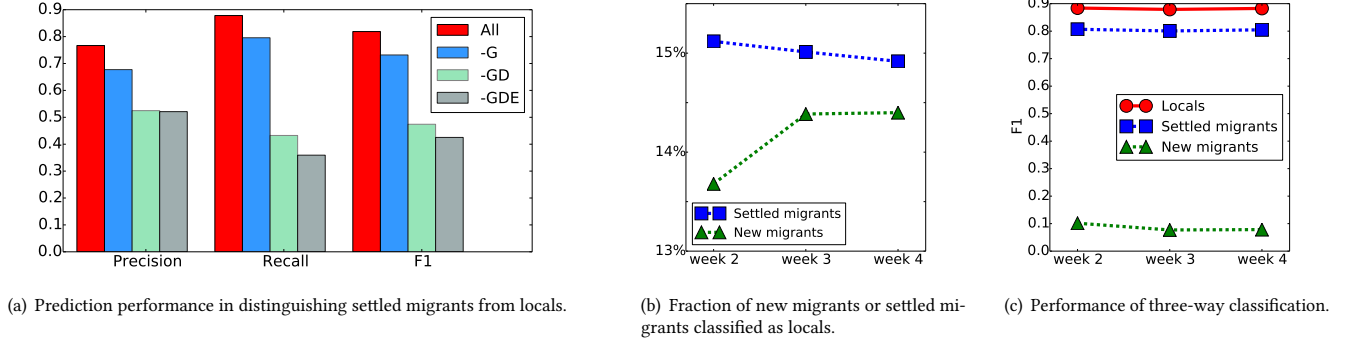 0.9
0.8
0.7
0.6
0.5
0.4
0.3
0.2
0.1
0.0
Precision
Recall
F1
All
-G
-GD
-GDE
(a) Prediction performance in distinguishing settled migrants from locals.
15%
14%
13%
week 2
week 3
week 4
Settled migrants
New migrants
(b) Fraction of new migrants or settled mi-
grants classified as locals.
0.9
0.8
0.7
0.6
0.5
0.4
0.3
0.2
0.1
0.0
F1
week 2
week 3
week 4
Locals
Settled migrants
New migrants
(c) Performance of three-way classification.